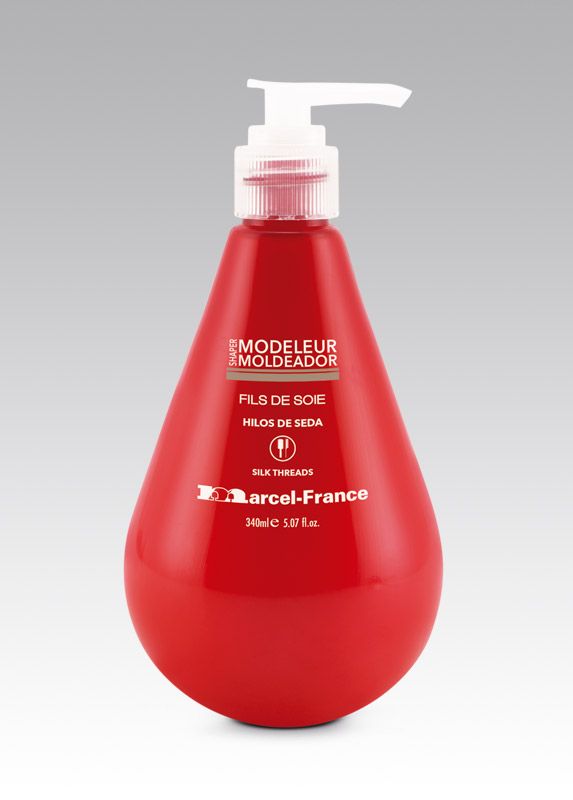 SHAPER
MODELEUR
MOLDEADOR
FILS DE SOIE
HILOS DE SEDA
SILK THREADS
marcel-France
340ml℮ 5.07 fl.oz.